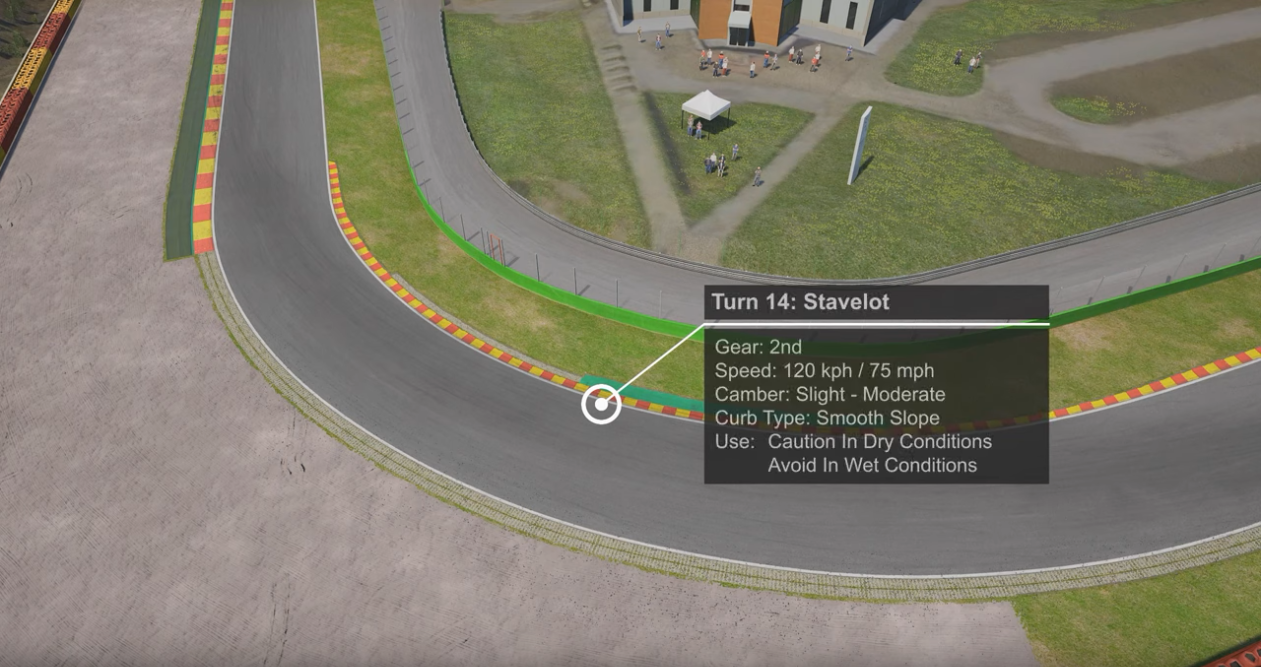 Turn 14: Stavelot
Gear: 2nd
Speed: 120 kph / 75 mph
Camber: Slight - Moderate
Curb Type: Smooth Slope
Use: Caution In Dry Conditions
Avoid In Wet Conditions